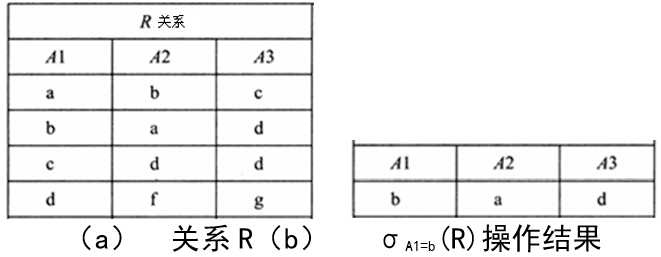 R 关系
A1 A2 A3
a b c
b a d
c d d
d f g
A1 A2 A3
b a d
(a) 关系R(b) σA1=b(R)操作结果